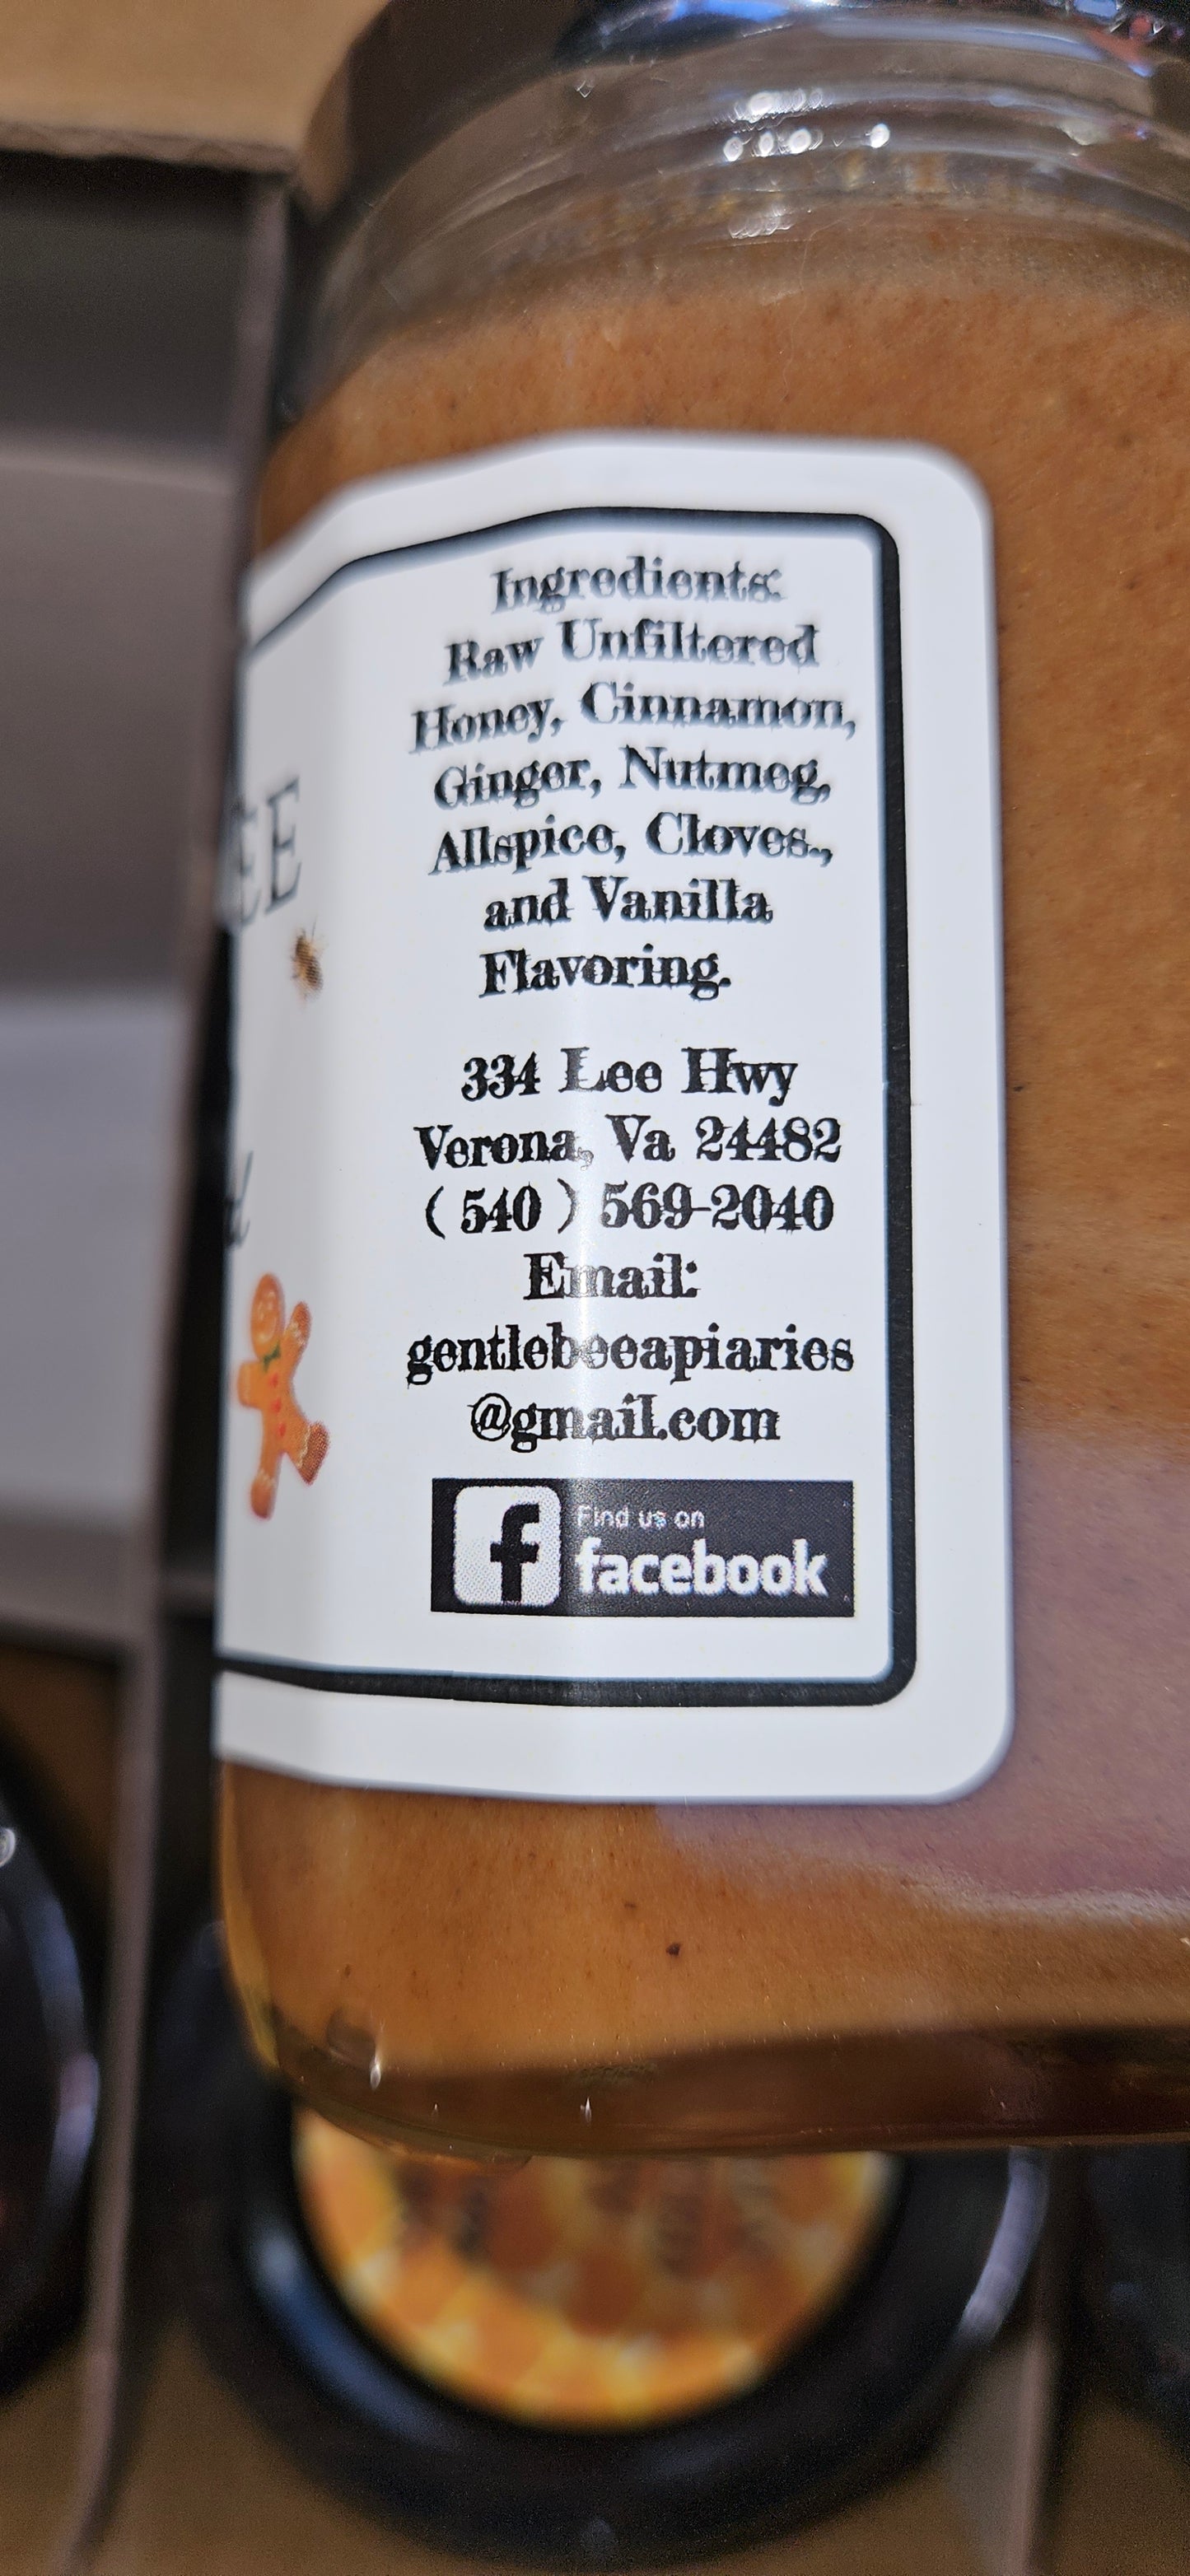 EE
Ingredients:
Raw Unfiltered
Honey, Cinnamon,
Ginger, Nutmeg,
Allspice, Cloves.,
and Vanilla
Flavoring.
334 Lee Hwy
Verona, Va 24482
( 540 ) 569-2040
Email:
gentlebeeapiaries
@gmail.com
f
Find us on
facebook